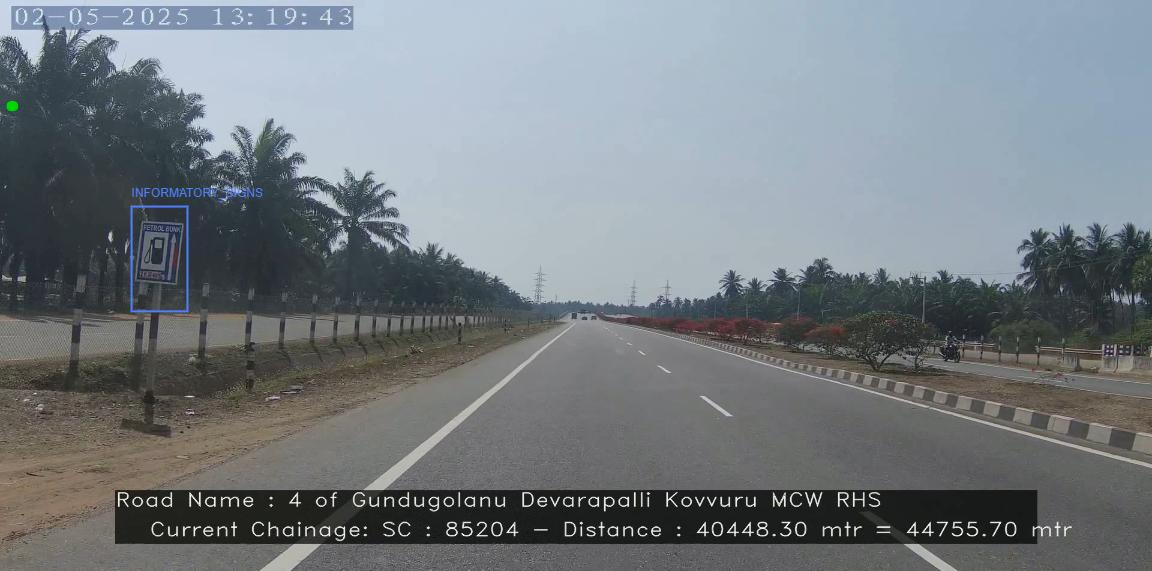 02-05-2025 13:19:43
INFORMATORY_SIGNS
PETROL BUNK
Road Name : 4 of Gundugolanu Devarapalli Kovvuru MCW RHS
Current Chainage: SC : 85204 - Distance : 40448.30 mtr = 44755.70 mtr